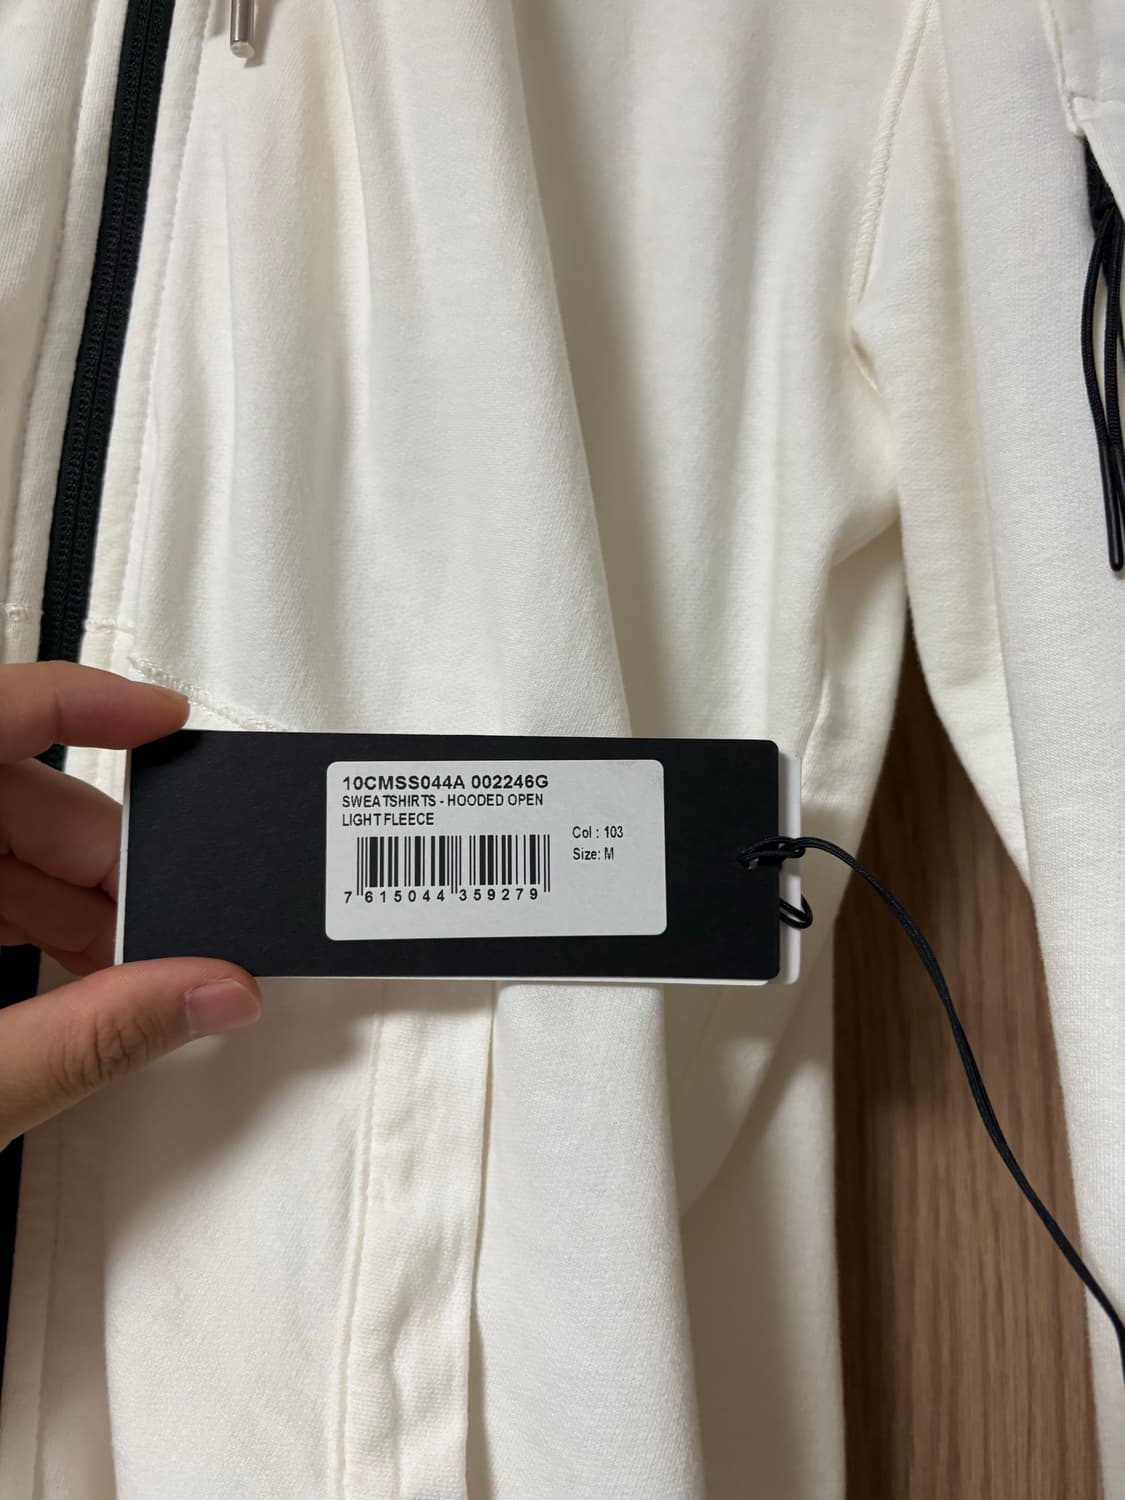 10CMSS044A 002246G
SWEATSHIRTS - HOODED OPEN
LIGHT FLEECE
Col : 103
Size: M
7 615044 359279